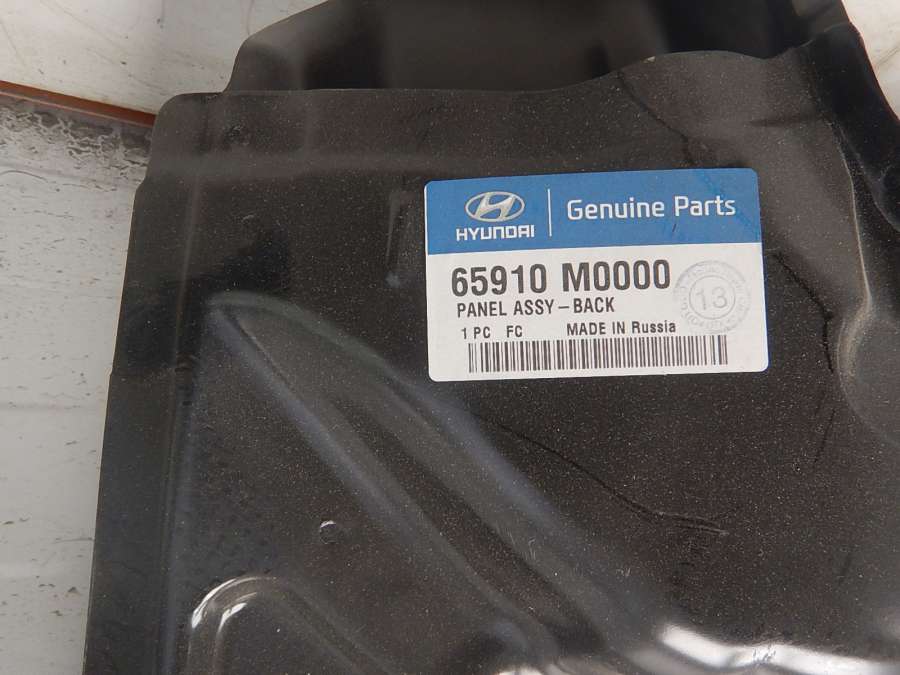 HYUNDAI
Genuine Parts
65910 M0000
PANEL ASSY-BACK
13
1 PC FC MADE IN Russia